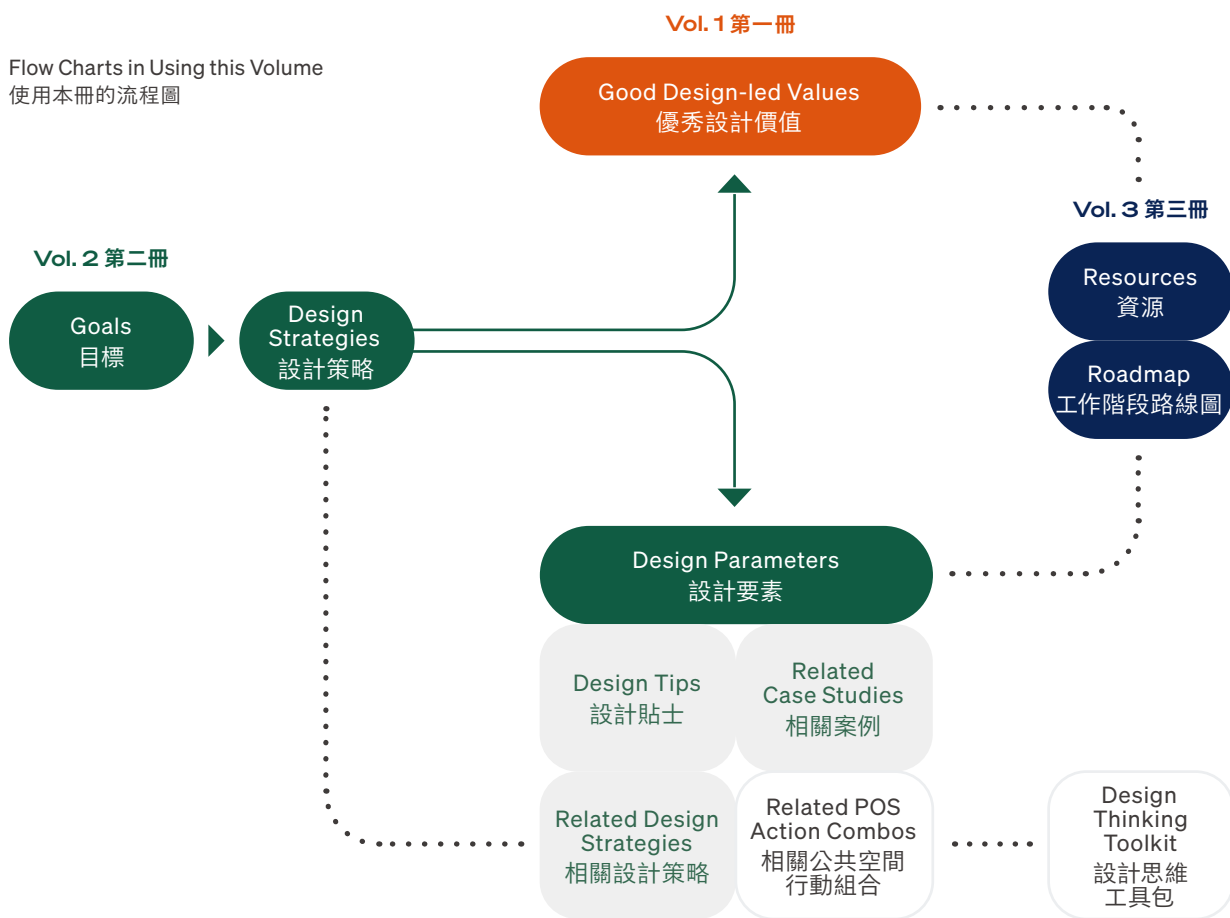 Flow Charts in Using this Volume
使用本冊的流程圖
Vol. 1 第一冊
Good Design-led Values
優秀設計價值
Vol. 2 第二冊
Goals
目標
Design
Strategies
設計策略
Vol. 3 第三冊
Resources
資源
Roadmap
工作階段路線圖
Design Parameters
設計要素
Design Tips
設計貼士
Related
Case Studies
相關案例
Related Design
Strategies
相關設計策略
Related POS
Action Combos
相關公共空間
行動組合
Design
Thinking
Toolkit
設計思維
工具包